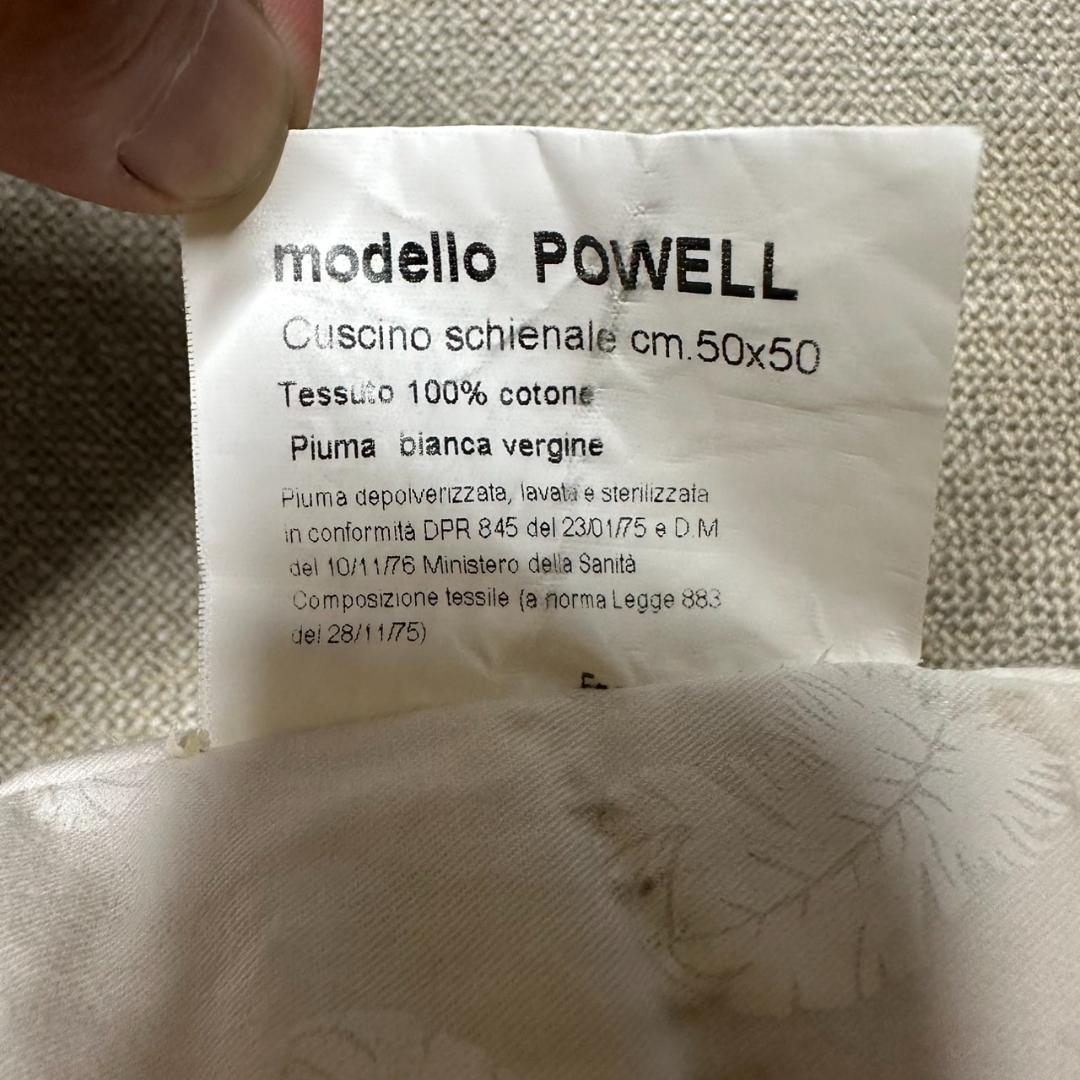 modello POWELL
Cuscino schienale cm.50x50
Tessuto 100% cotone
Piuma bianca vergine
Piuma depolverizzata, lavata e sterilizzata
in conformità DPR 845 del 23/01/75 e D.M
del 10/11/76 Ministero della Sanità
Composizione tessile (a norma Legge 883
del 28/11/75)